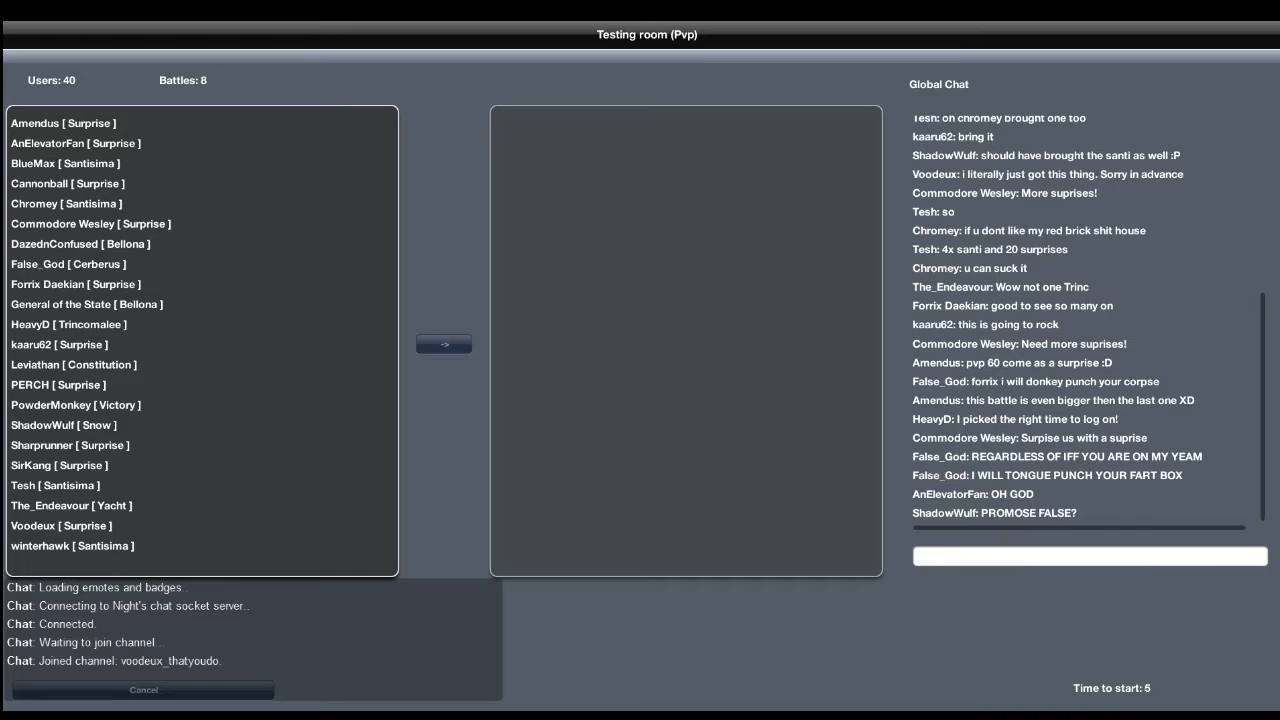 Testing room (Pvp)
Users: 40
Battles: 8
Amendus [ Surprise ]
AnElevatorFan [ Surprise ]
BlueMax [ Santisima ]
Cannonball [ Surprise ]
Chromey [ Santisima ]
Commodore Wesley [ Surprise ]
DazednConfused [ Bellona ]
False_God [ Cerberus ]
Forrix Daekian [ Surprise ]
General of the State [ Bellona ]
HeavyD [ Trincomalee ]
kaaru62 [ Surprise ]
Leviathan [ Constitution ]
PERCH [ Surprise ]
PowderMonkey [ Victory ]
ShadowWulf [ Snow ]
Sharprunner [ Surprise ]
SirKang [ Surprise ]
Tesh [ Santisima ]
The_Endeavour [ Yacht ]
Voodeux [ Surprise ]
winterhawk [ Santisima ]
->
Global Chat
Tesh: oh chromey brought one too
kaaru62: bring it
ShadowWulf: should have brought the santi as well :P
Voodeux: i literally just got this thing. Sorry in advance
Commodore Wesley: More suprises!
Tesh: so
Chromey: if u dont like my red brick shit house
Tesh: 4x santi and 20 surprises
Chromey: u can suck it
The_Endeavour: Wow not one Trinc
Forrix Daekian: good to see so many on
kaaru62: this is going to rock
Commodore Wesley: Need more suprises!
Amendus: pvp 60 come as a surprise :D
False_God: forrix i will donkey punch your corpse
Amendus: this battle is even bigger then the last one XD
HeavyD: I picked the right time to log on!
Commodore Wesley: Surpise us with a suprise
False_God: REGARDLESS OF IFF YOU ARE ON MY YEAM
False_God: I WILL TONGUE PUNCH YOUR FART BOX
AnElevatorFan: OH GOD
ShadowWulf: PROMOSE FALSE?
Chat: Loading emotes and badges..
Chat: Connecting to Night's chat socket server..
Chat: Connected.
Chat: Waiting to join channel...
Chat: Joined channel: voodeux_thatyoudo.
Cancel
Time to start: 5